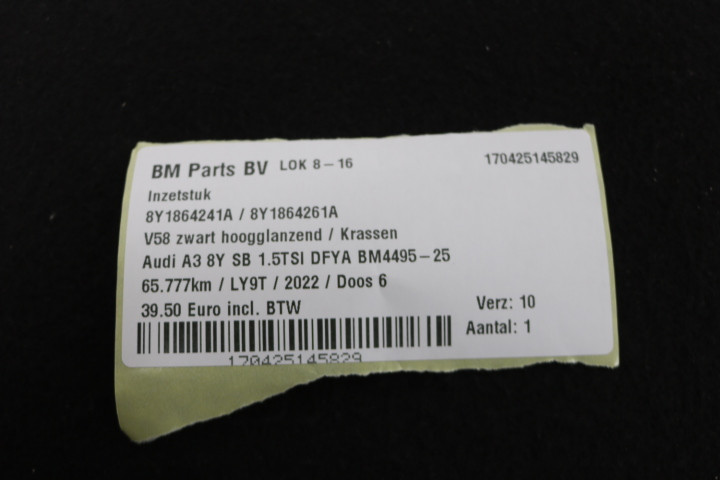 BM Parts BV LOK 8-16 170425145829
Inzetstuk
8Y1864241A / 8Y1864261A
V58 zwart hoogglanzend / Krassen
Audi A3 8Y SB 1.5TSI DFYA BM4495-25
65.777km / LY9T / 2022 / Doos 6
39.50 Euro incl. BTW Verz: 10
Aantal: 1
170425145829